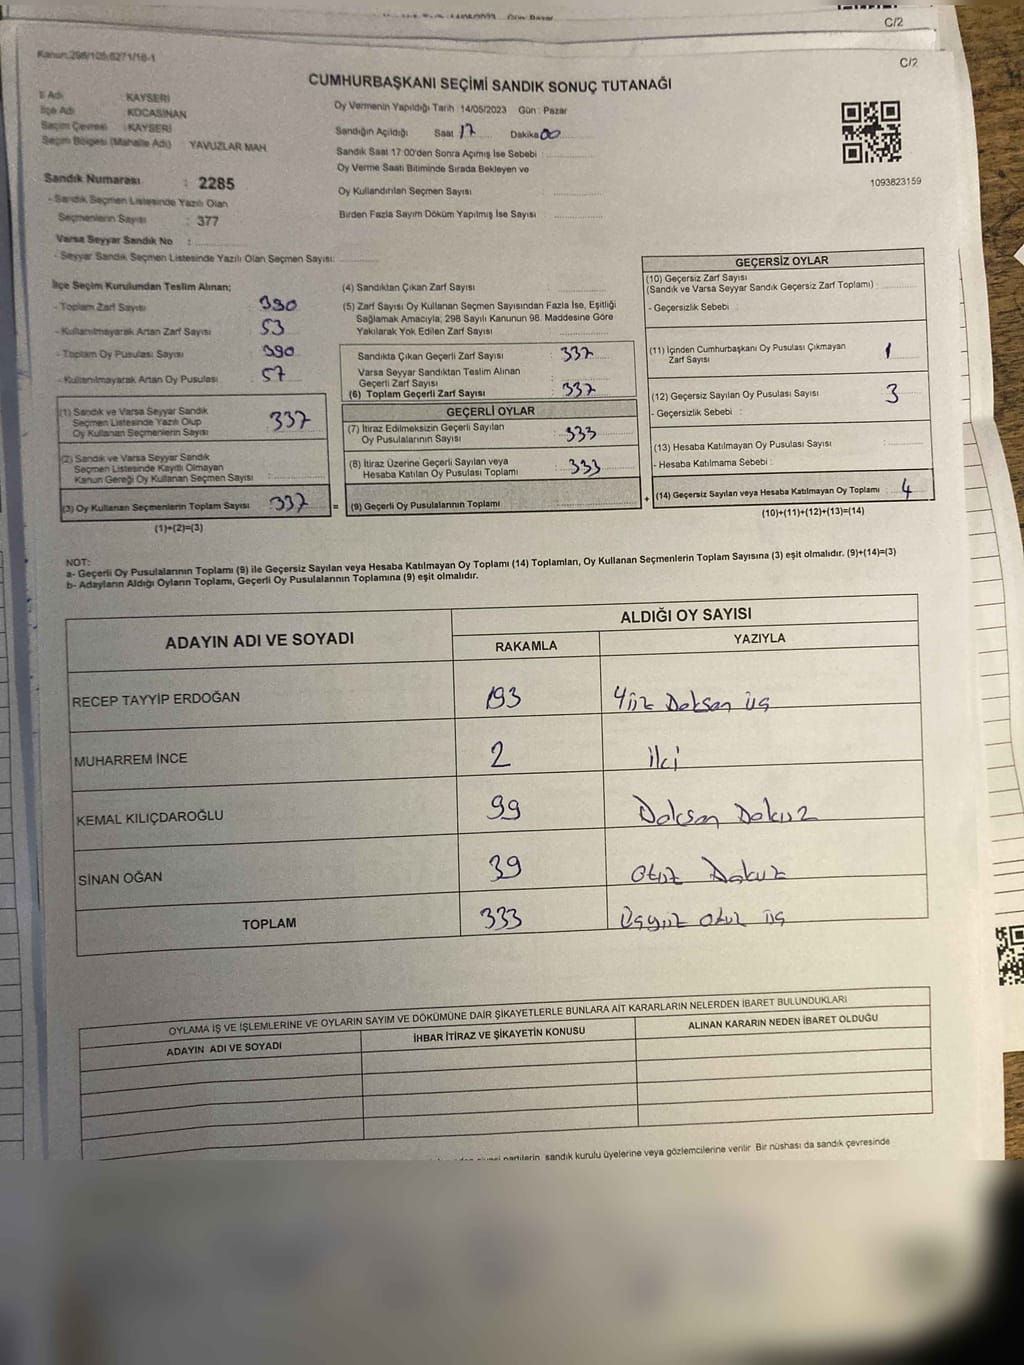 C/2
C/2
Kanun:298/105,6271/18-1
CUMHURBAŞKANI SEÇİMİ SANDIK SONUÇ TUTANAĞI
İl Adı KAYSERİ
İlçe Adı KOCASİNAN
Seçim Çevresi : KAYSERİ
Seçim Bölgesi (Mahalle Adı) : YAVUZLAR MAH
Sandık Numarası : 2285
- Sandık Seçmen Listesinde Yazılı Olan
Seçmenlerin Sayısı : 377
Varsa Seyyar Sandık No :
- Seyyar Sandık Seçmen Listesinde Yazılı Olan Seçmen Sayısı:
Oy Vermenin Yapıldığı Tarih : 14/05/2023 Gün : Pazar
Sandığın Açıldığı Saat 17 Dakika 00
Sandık Saat 17:00'den Sonra Açmış İse Sebebi :
Oy Verme Saati Bitiminde Sırada Bekleyen ve
Oy Kullandırılan Seçmen Sayısı :
Birden Fazla Sayım Döküm Yapılmış İse Sayısı :
1093823159
İlçe Seçim Kurulundan Teslim Alınan;
- Toplam Zarf Sayısı : 390
- Kullanılmayarak Artan Zarf Sayısı : 53
- Toplam Oy Pusulası Sayısı : 390
- Kullanılmayarak Artan Oy Pusulası : 57
(1) Sandık ve Varsa Seyyar Sandık
Seçmen Listesinde Yazılı Olup
Oy Kullanan Seçmenlerin Sayısı : 337
(2) Sandık ve Varsa Seyyar Sandık
Seçmen Listesinde Kayıtlı Olmayan
Kanun Gereği Oy Kullanan Seçmen Sayısı :
(3) Oy Kullanan Seçmenlerin Toplam Sayısı : 337
(1)+(2)=(3)
(4) Sandıktan Çıkan Zarf Sayısı :
(5) Zarf Sayısı Oy Kullanan Seçmen Sayısından Fazla İse, Eşitliği
Sağlamak Amacıyla, 298 Sayılı Kanunun 98. Maddesine Göre
Yakılarak Yok Edilen Zarf Sayısı :
Sandıkta Çıkan Geçerli Zarf Sayısı : 337
Varsa Seyyar Sandıktan Teslim Alınan
Geçerli Zarf Sayısı :
(6) Toplam Geçerli Zarf Sayısı : 337
GEÇERLİ OYLAR
(7) İtiraz Edilmeksizin Geçerli Sayılan
Oy Pusulalarının Sayısı : 333
(8) İtiraz Üzerine Geçerli Sayılan veya
Hesaba Katılan Oy Pusulası Toplamı : 333
= (9) Geçerli Oy Pusulalarının Toplamı +
GEÇERSİZ OYLAR
(10) Geçersiz Zarf Sayısı
(Sandık ve Varsa Seyyar Sandık Geçersiz Zarf Toplamı) :
- Geçersizlik Sebebi :
(11) İçinden Cumhurbaşkanı Oy Pusulası Çıkmayan
Zarf Sayısı : 1
(12) Geçersiz Sayılan Oy Pusulası Sayısı : 3
- Geçersizlik Sebebi :
(13) Hesaba Katılmayan Oy Pusulası Sayısı :
- Hesaba Katılmama Sebebi :
(14) Geçersiz Sayılan veya Hesaba Katılmayan Oy Toplamı : 4
(10)+(11)+(12)+(13)=(14)
NOT:
a- Geçerli Oy Pusulalarının Toplamı (9) ile Geçersiz Sayılan veya Hesaba Katılmayan Oy Toplamı (14) Toplamları, Oy Kullanan Seçmenlerin Toplam Sayısına (3) eşit olmalıdır. (9)+(14)=(3)
b- Adayların Aldığı Oyların Toplamı, Geçerli Oy Pusulalarının Toplamına (9) eşit olmalıdır.
ADAYIN ADI VE SOYADI ALDIĞI OY SAYISI
RAKAMLA YAZIYLA
RECEP TAYYİP ERDOĞAN 193 Yüz Doksan üç
MUHARREM İNCE 2 iki
KEMAL KILIÇDAROĞLU 99 Doksan Dokuz
SİNAN OĞAN 39 otuz Dokuz
TOPLAM 333 Üçyüz otuz üç
OYLAMA İŞ VE İŞLEMLERİNE VE OYLARIN SAYIM VE DÖKÜMÜNE DAİR ŞİKAYETLERLE BUNLARA AİT KARARLARIN NELERDEN İBARET BULUNDUKLARI
ADAYIN ADI VE SOYADI İHBAR İTİRAZ VE ŞİKAYETİN KONUSU ALINAN KARARIN NEDEN İBARET OLDUĞU
partilerin, sandık kurulu üyelerine veya gözlemcilerine verilir. Bir nüshası da sandık çevresinde